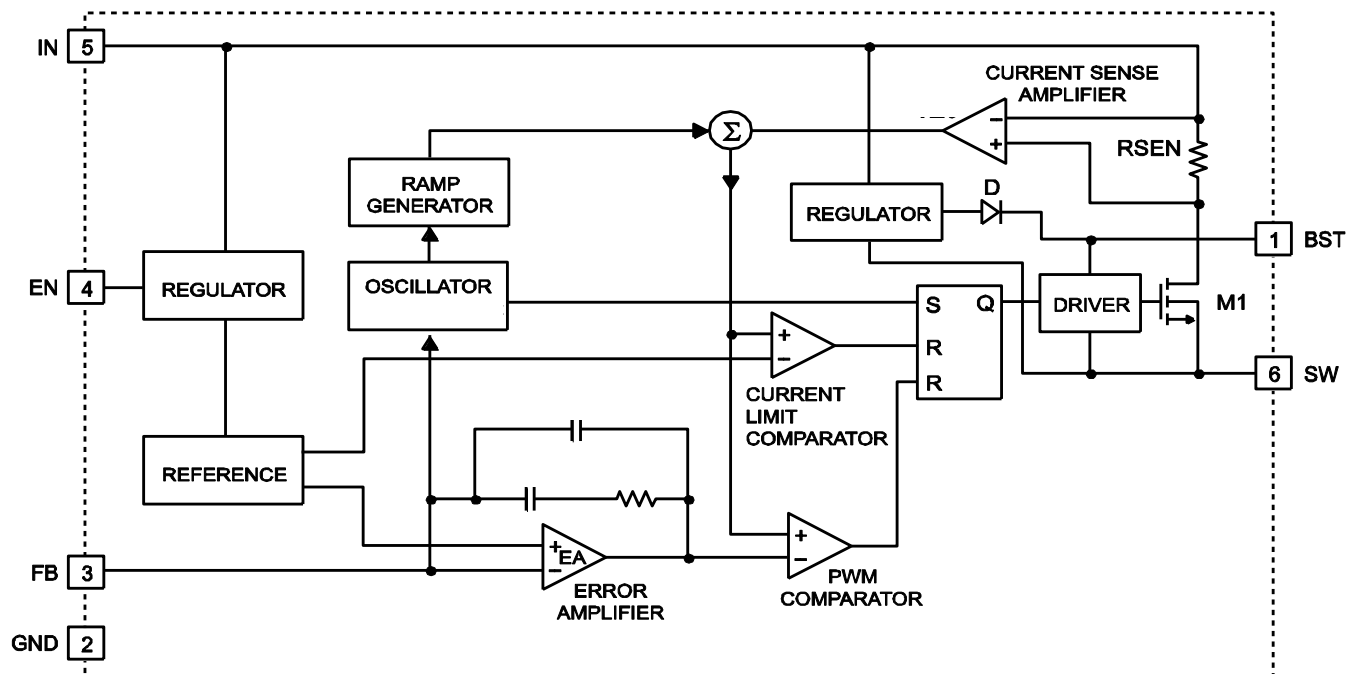 IN 5
CURRENT SENSE
AMPLIFIER
Σ
−
+
RSEN
RAMP
GENERATOR
D
REGULATOR
1 BST
EN 4
REGULATOR
OSCILLATOR
S Q
DRIVER
M1
+
−
R
R
6 SW
CURRENT
LIMIT
COMPARATOR
REFERENCE
+
EA
−
+
−
FB 3
ERROR
AMPLIFIER
PWM
COMPARATOR
GND 2